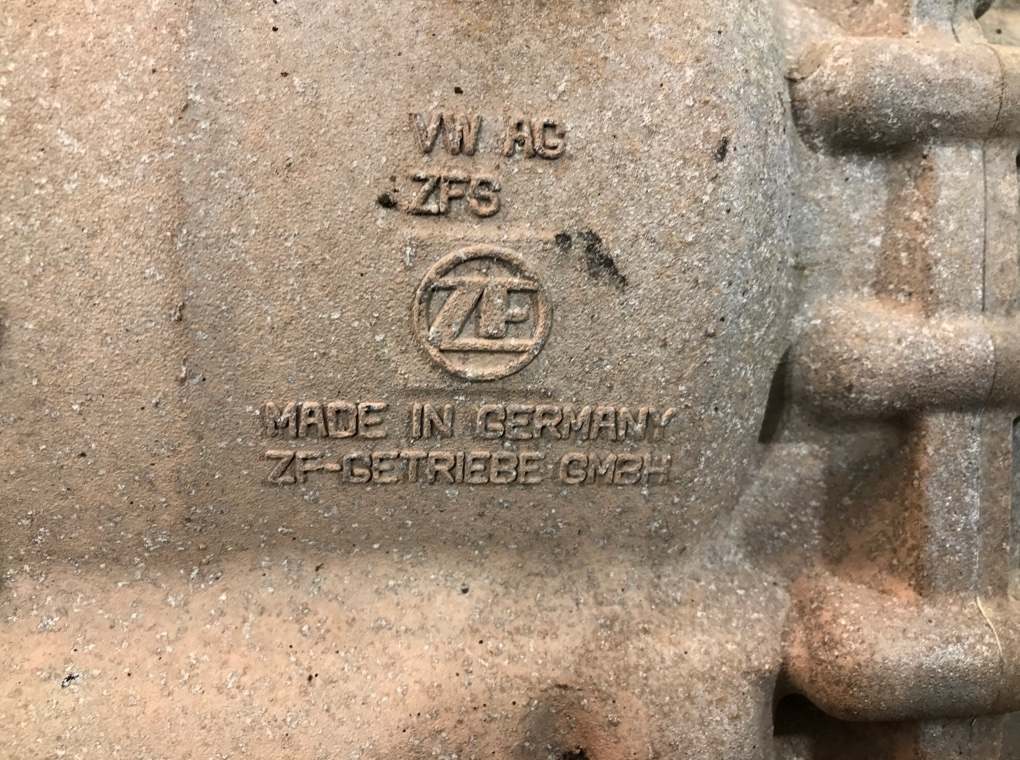 VW AG
ZFS
ZF
MADE IN GERMANY
ZF-GETRIEBE GMBH